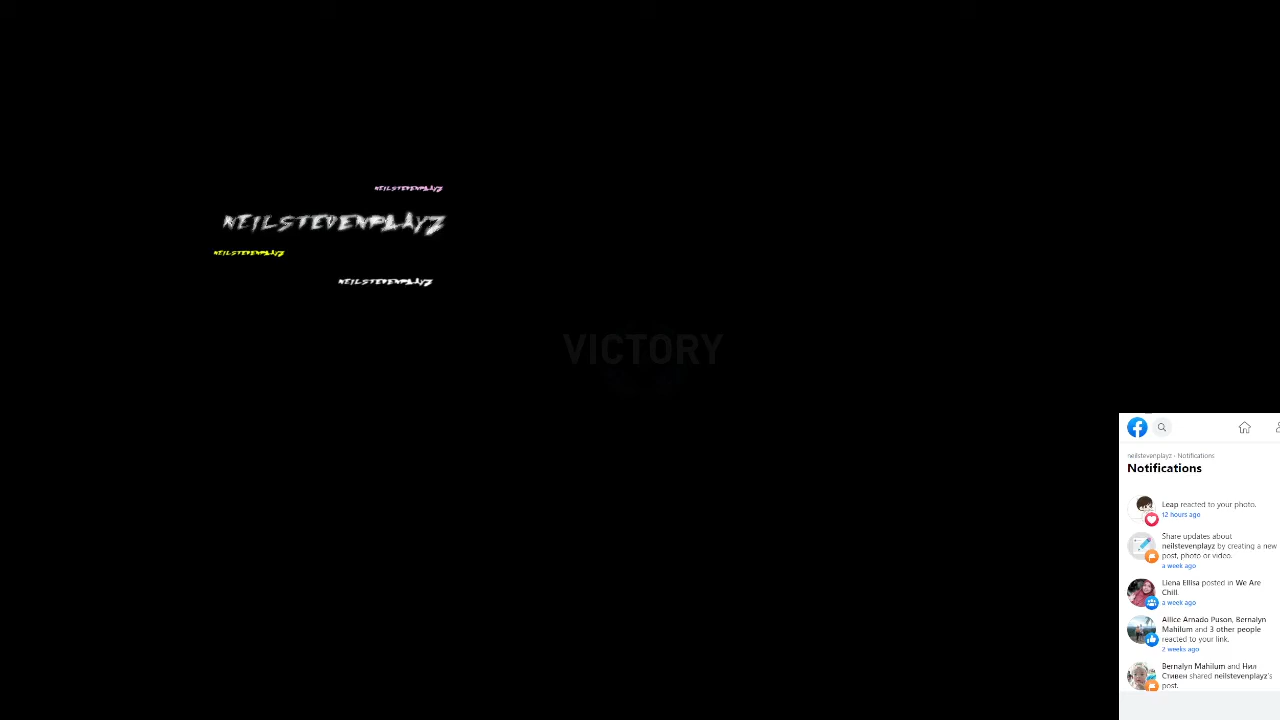 NEILSTEVENPLAYZ
NEILSTEVENPLAYZ
NEILSTEVENPLAYZ
NEILSTEVENPLAYZ
VICTORY
neilstevenplayz › Notifications
Notifications
Leap reacted to your photo.
12 hours ago
Share updates about
neilstevenplayz by creating a new
post, photo or video.
a week ago
Liena Ellisa posted in We Are
Chill.
a week ago
Allice Arnado Puson, Bernalyn
Mahilum and 3 other people
reacted to your link.
2 weeks ago
Bernalyn Mahilum and Нил
Стивен shared neilstevenplayz's
post.